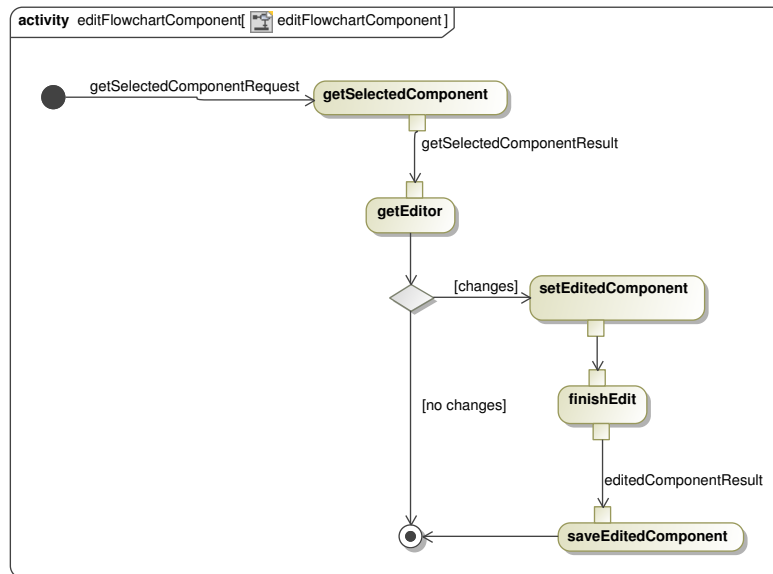 activity editFlowchartComponent[ editFlowchartComponent ]
getSelectedComponentRequest
getSelectedComponent
getSelectedComponentResult
getEditor
[changes]
setEditedComponent
[no changes]
finishEdit
editedComponentResult
saveEditedComponent